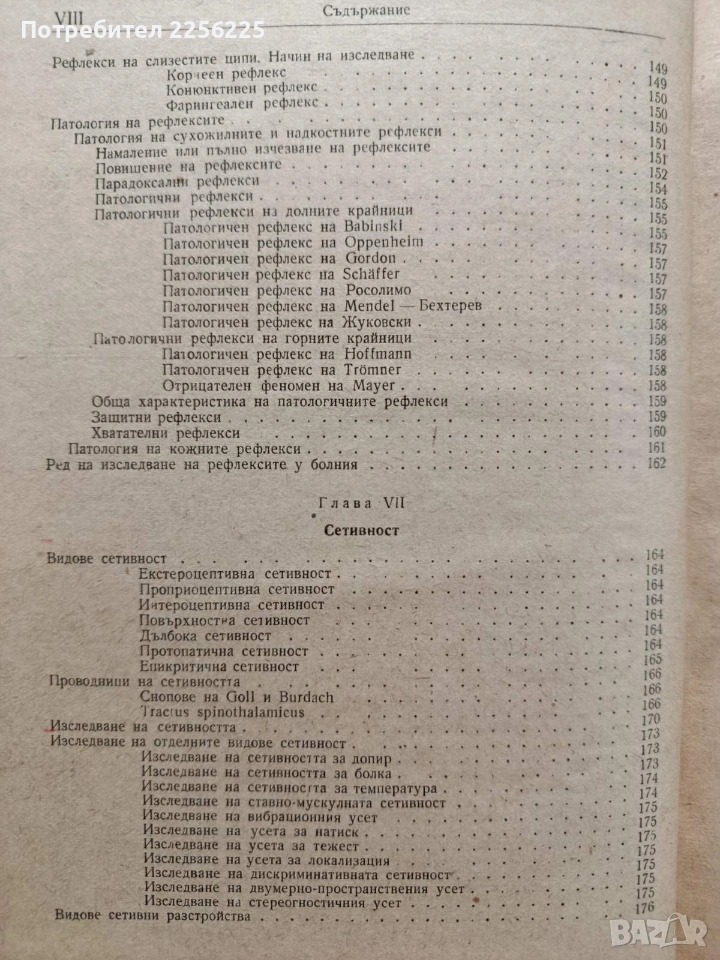 Потребител 2256225
VIII
Съдържание
Рефлекси на слизестите ципи. Начин на изследване . . . . . . . . . 149
Корнеен рефлекс . . . . . . . . . 149
Конюнктивен рефлекс . . . . . . . . . 150
Фарингеален рефлекс . . . . . . . . . 150
Патология на рефлексите . . . . . . . . . 150
Патология на сухожилните и надкостните рефлекси . . . . . . . . . 151
Намаление или пълно изчезване на рефлексите . . . . . . . . . 151
Повишение на рефлексите . . . . . . . . . 152
Парадоксални рефлекси . . . . . . . . . 154
Патологични рефлекси . . . . . . . . . 155
Патологични рефлекси на долните крайници . . . . . . . . . 155
Патологичен рефлекс на Babinski . . . . . . . . . 155
Патологичен рефлекс на Oppenheim . . . . . . . . . 157
Патологичен рефлекс на Gordon . . . . . . . . . 157
Патологичен рефлекс на Schäffer . . . . . . . . . 157
Патологичен рефлекс на Росолимо . . . . . . . . . 157
Патологичен рефлекс на Mendel — Бехтерев . . . . . . . . . 158
Патологичен рефлекс на Жуковски . . . . . . . . . 158
Патологични рефлекси на горните крайници . . . . . . . . . 158
Патологичен рефлекс на Hoffmann . . . . . . . . . 158
Патологичен рефлекс на Trömner . . . . . . . . . 158
Отрицателен феномен на Mayer . . . . . . . . . 158
Обща характеристика на патологичните рефлекси . . . . . . . . . 159
Защитни рефлекси . . . . . . . . . 159
Хватателни рефлекси . . . . . . . . . 160
Патология на кожните рефлекси . . . . . . . . . 161
Ред на изследване на рефлексите у болния . . . . . . . . . 162
Глава VII
Сетивност
Видове сетивност . . . . . . . . . 164
Екстероцептивна сетивност . . . . . . . . . 164
Проприоцептивна сетивност . . . . . . . . . 164
Интероцептивна сетивност . . . . . . . . . 164
Повърхностна сетивност . . . . . . . . . 164
Дълбока сетивност . . . . . . . . . 164
Протопатична сетивност . . . . . . . . . 164
Епикритична сетивност . . . . . . . . . 165
Проводници на сетивността . . . . . . . . . 166
Снопове на Goll и Burdach . . . . . . . . . 166
Tractus spinothalamicus . . . . . . . . . 166
Изследване на сетивността . . . . . . . . . 170
Изследване на отделните видове сетивност . . . . . . . . . 173
Изследване на сетивността за допир . . . . . . . . . 173
Изследване на сетивността за болка . . . . . . . . . 173
Изследване на сетивността за температура . . . . . . . . . 174
Изследване на ставно-мускулната сетивност . . . . . . . . . 174
Изследване на вибрационния усет . . . . . . . . . 175
Изследване на усета за натиск . . . . . . . . . 175
Изследване на усета за тежест . . . . . . . . . 175
Изследване на усета за локализация . . . . . . . . . 175
Изследване на дискриминативната сетивност . . . . . . . . . 175
Изследване на двумерно-пространствения усет . . . . . . . . . 175
Изследване на стереогностичния усет . . . . . . . . . 175
Видове сетивни разстройства . . . . . . . . . 176
BAZAR